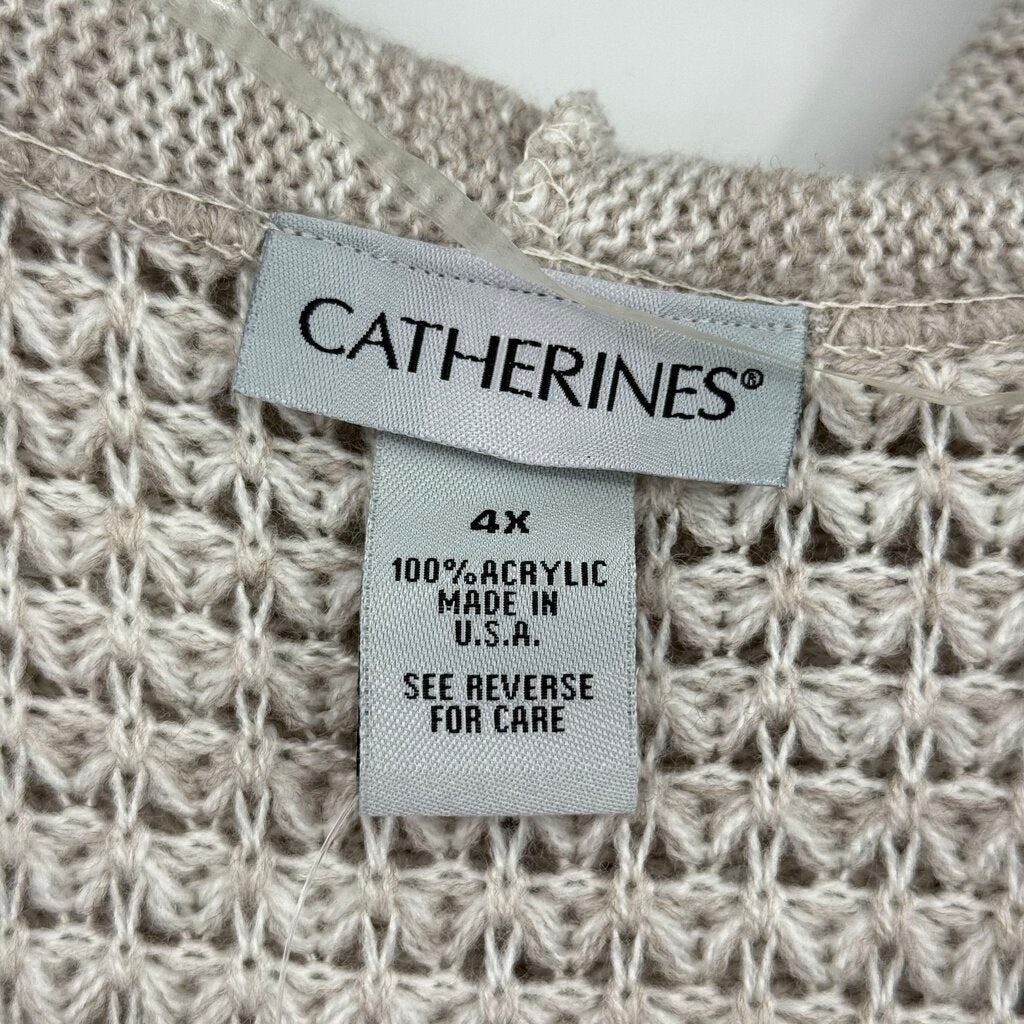 CATHERINES®
4X
100%ACRYLIC
MADE IN
U.S.A.
SEE REVERSE
FOR CARE